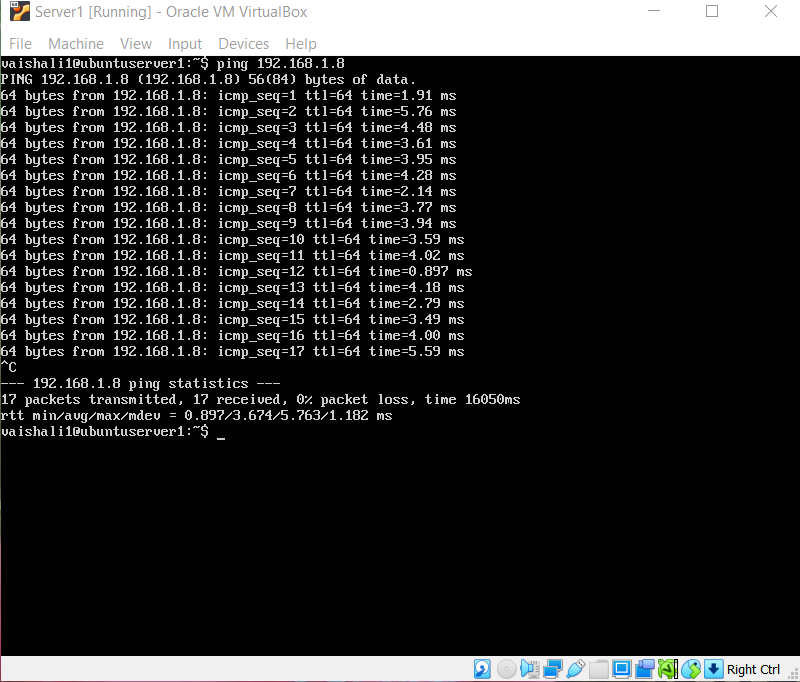 Server1 [Running] - Oracle VM VirtualBox
File Machine View Input Devices Help
vaishali1@ubuntuserver1:~$ ping 192.168.1.8
PING 192.168.1.8 (192.168.1.8) 56(84) bytes of data.
64 bytes from 192.168.1.8: icmp_seq=1 ttl=64 time=1.91 ms
64 bytes from 192.168.1.8: icmp_seq=2 ttl=64 time=5.76 ms
64 bytes from 192.168.1.8: icmp_seq=3 ttl=64 time=4.48 ms
64 bytes from 192.168.1.8: icmp_seq=4 ttl=64 time=3.61 ms
64 bytes from 192.168.1.8: icmp_seq=5 ttl=64 time=3.95 ms
64 bytes from 192.168.1.8: icmp_seq=6 ttl=64 time=4.28 ms
64 bytes from 192.168.1.8: icmp_seq=7 ttl=64 time=2.14 ms
64 bytes from 192.168.1.8: icmp_seq=8 ttl=64 time=3.77 ms
64 bytes from 192.168.1.8: icmp_seq=9 ttl=64 time=3.94 ms
64 bytes from 192.168.1.8: icmp_seq=10 ttl=64 time=3.59 ms
64 bytes from 192.168.1.8: icmp_seq=11 ttl=64 time=4.02 ms
64 bytes from 192.168.1.8: icmp_seq=12 ttl=64 time=0.897 ms
64 bytes from 192.168.1.8: icmp_seq=13 ttl=64 time=4.18 ms
64 bytes from 192.168.1.8: icmp_seq=14 ttl=64 time=2.79 ms
64 bytes from 192.168.1.8: icmp_seq=15 ttl=64 time=3.49 ms
64 bytes from 192.168.1.8: icmp_seq=16 ttl=64 time=4.00 ms
64 bytes from 192.168.1.8: icmp_seq=17 ttl=64 time=5.59 ms
^C
--- 192.168.1.8 ping statistics ---
17 packets transmitted, 17 received, 0% packet loss, time 16050ms
rtt min/avg/max/mdev = 0.897/3.674/5.763/1.182 ms
vaishali1@ubuntuserver1:~$ _
Right Ctrl